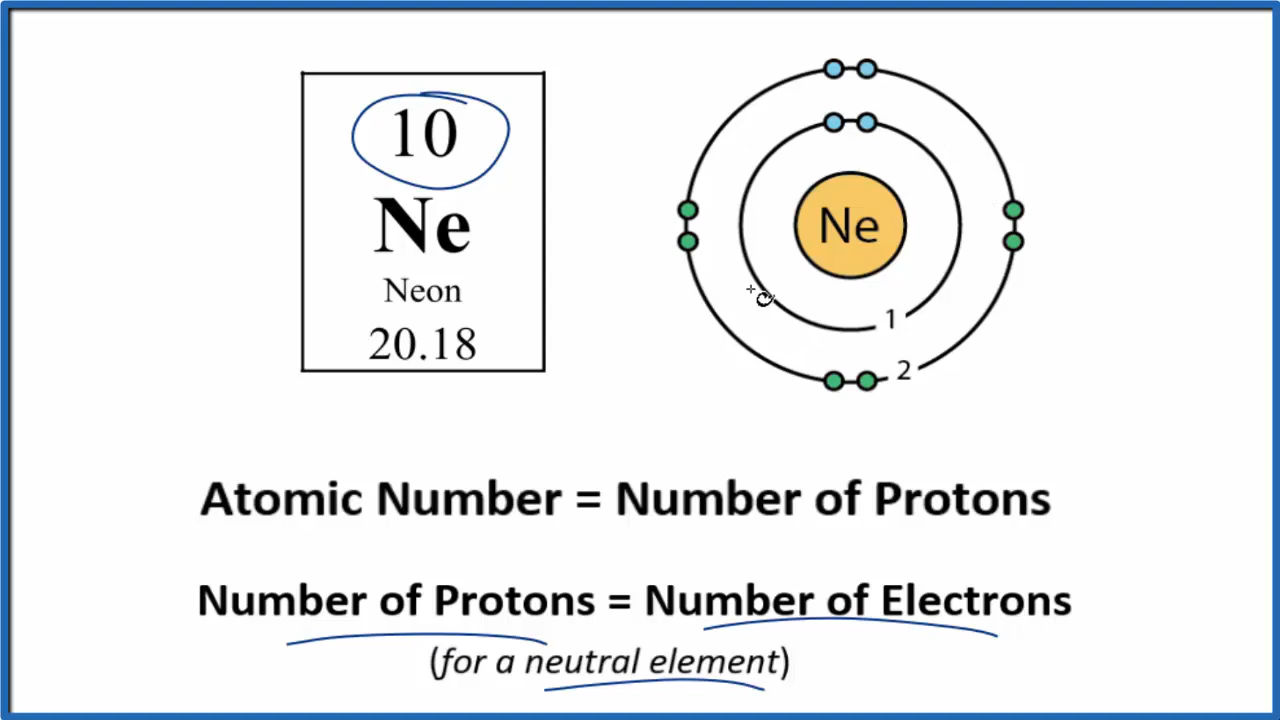 10
Ne
Neon
20.18
Ne
1
2
Atomic Number = Number of Protons
Number of Protons = Number of Electrons
(for a neutral element)